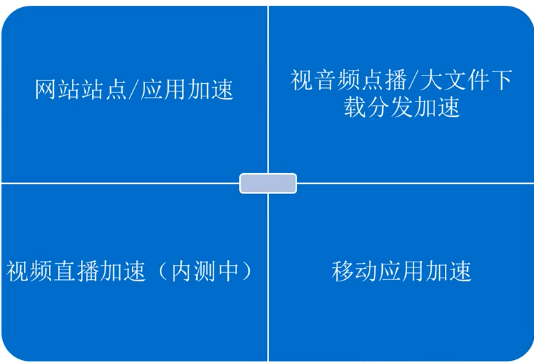 网站站点/应用加速
视音频点播/大文件下
载分发加速
视频直播加速（内测中）
移动应用加速